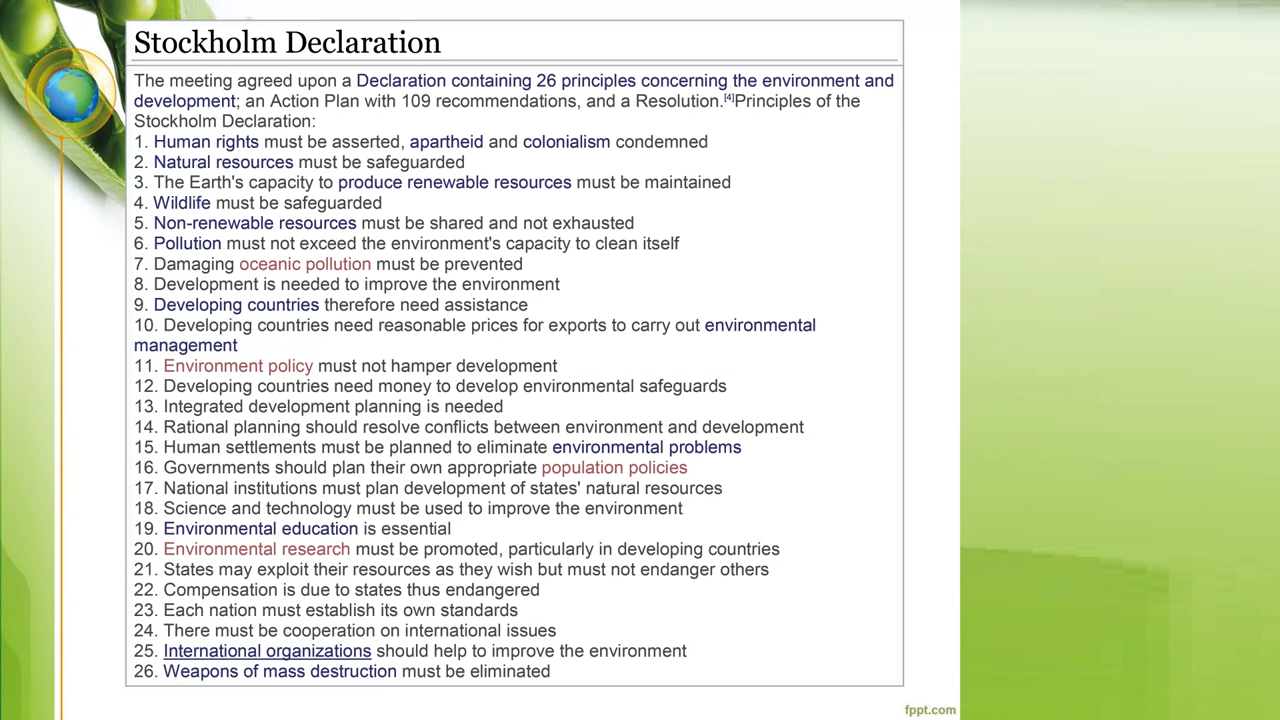 Stockholm Declaration
The meeting agreed upon a Declaration containing 26 principles concerning the environment and
development; an Action Plan with 109 recommendations, and a Resolution.[4]Principles of the
Stockholm Declaration:
1. Human rights must be asserted, apartheid and colonialism condemned
2. Natural resources must be safeguarded
3. The Earth's capacity to produce renewable resources must be maintained
4. Wildlife must be safeguarded
5. Non-renewable resources must be shared and not exhausted
6. Pollution must not exceed the environment's capacity to clean itself
7. Damaging oceanic pollution must be prevented
8. Development is needed to improve the environment
9. Developing countries therefore need assistance
10. Developing countries need reasonable prices for exports to carry out environmental
management
11. Environment policy must not hamper development
12. Developing countries need money to develop environmental safeguards
13. Integrated development planning is needed
14. Rational planning should resolve conflicts between environment and development
15. Human settlements must be planned to eliminate environmental problems
16. Governments should plan their own appropriate population policies
17. National institutions must plan development of states' natural resources
18. Science and technology must be used to improve the environment
19. Environmental education is essential
20. Environmental research must be promoted, particularly in developing countries
21. States may exploit their resources as they wish but must not endanger others
22. Compensation is due to states thus endangered
23. Each nation must establish its own standards
24. There must be cooperation on international issues
25. International organizations should help to improve the environment
26. Weapons of mass destruction must be eliminated
fppt.com